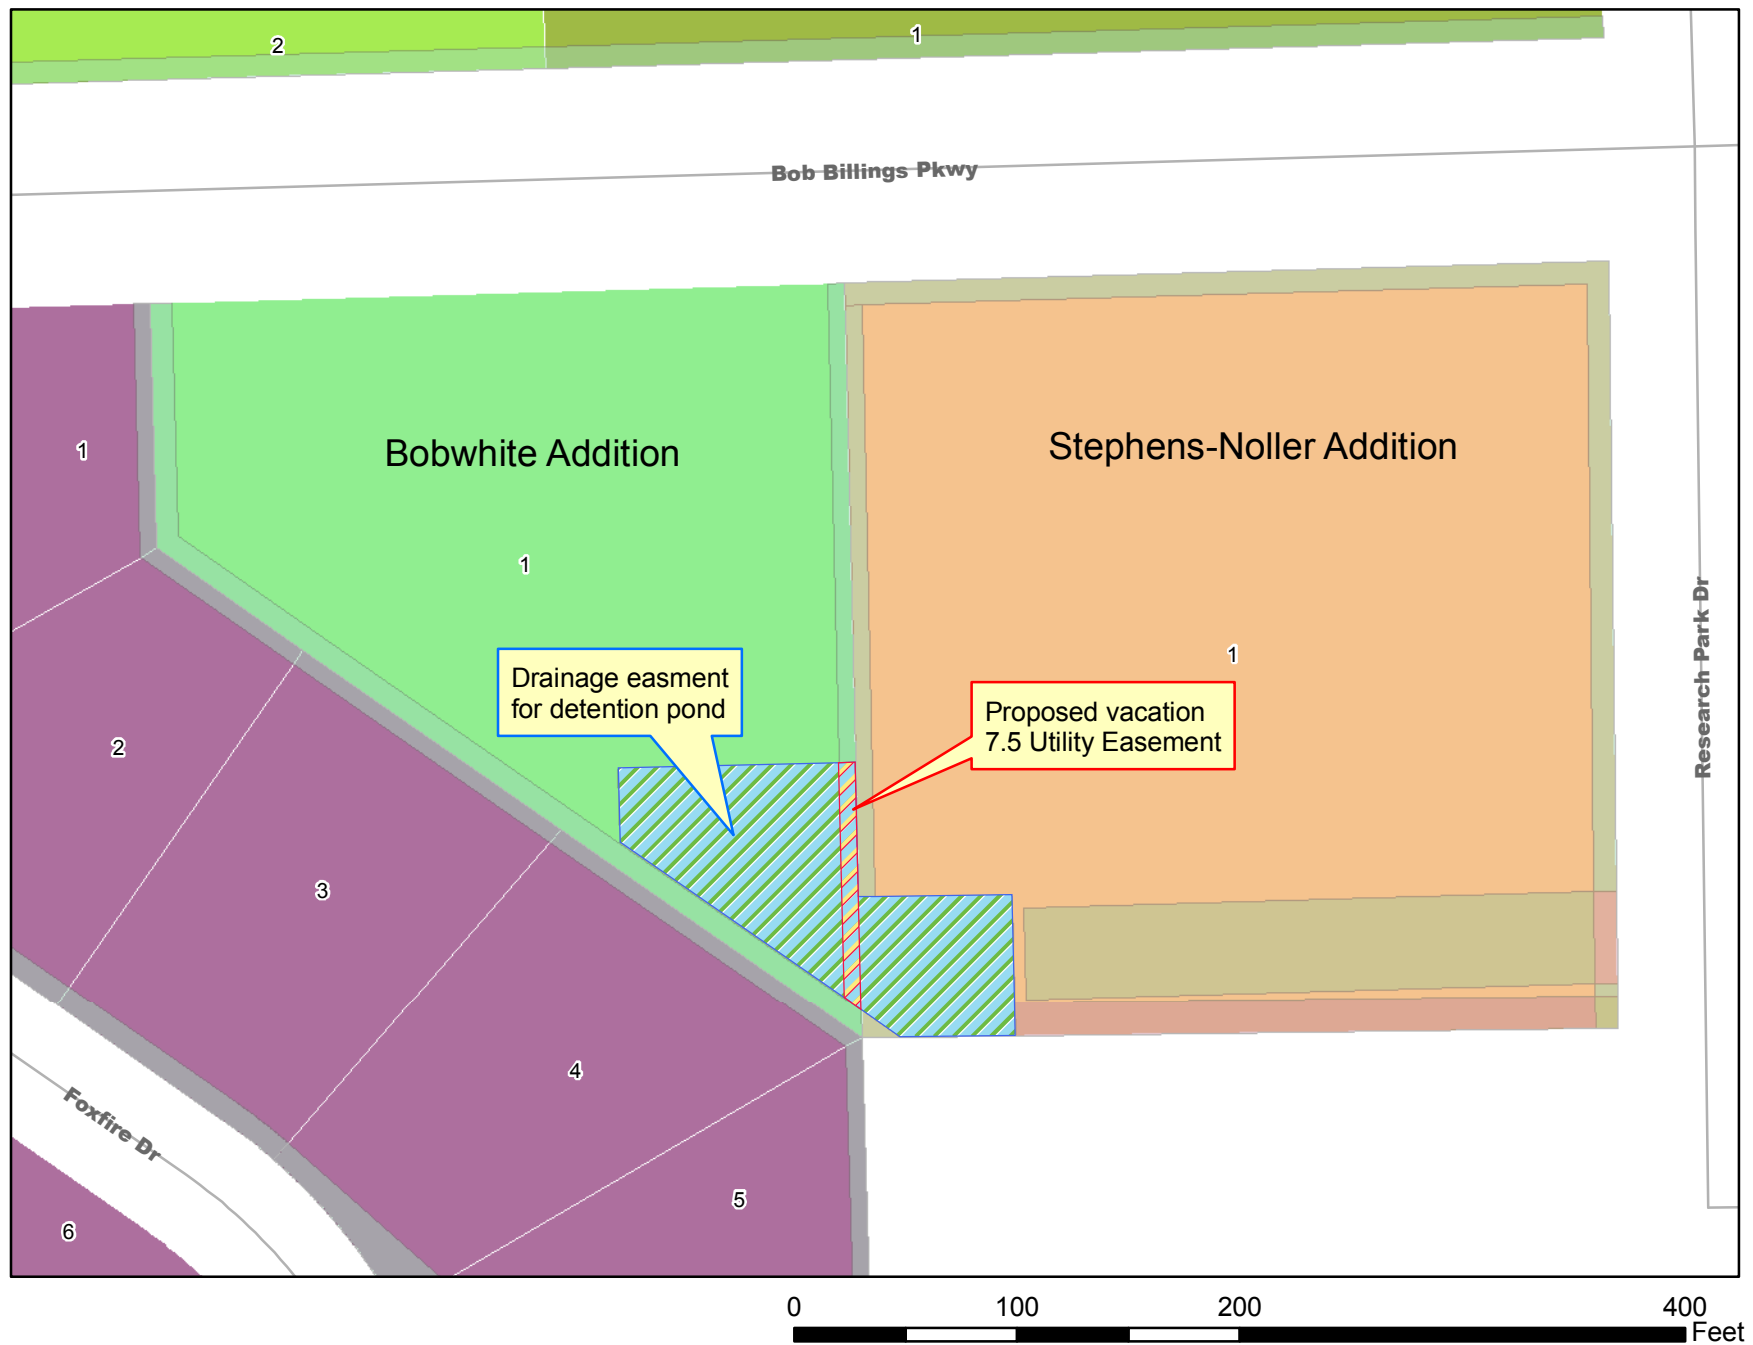 2
1
Bob Billings Pkwy
1
Bobwhite Addition
Stephens-Noller Addition
1
Research Park Dr
1
Drainage easment
for detention pond
Proposed vacation
7.5 Utility Easement
2
3
4
Foxfire Dr
5
6
0 100 200 400
Feet